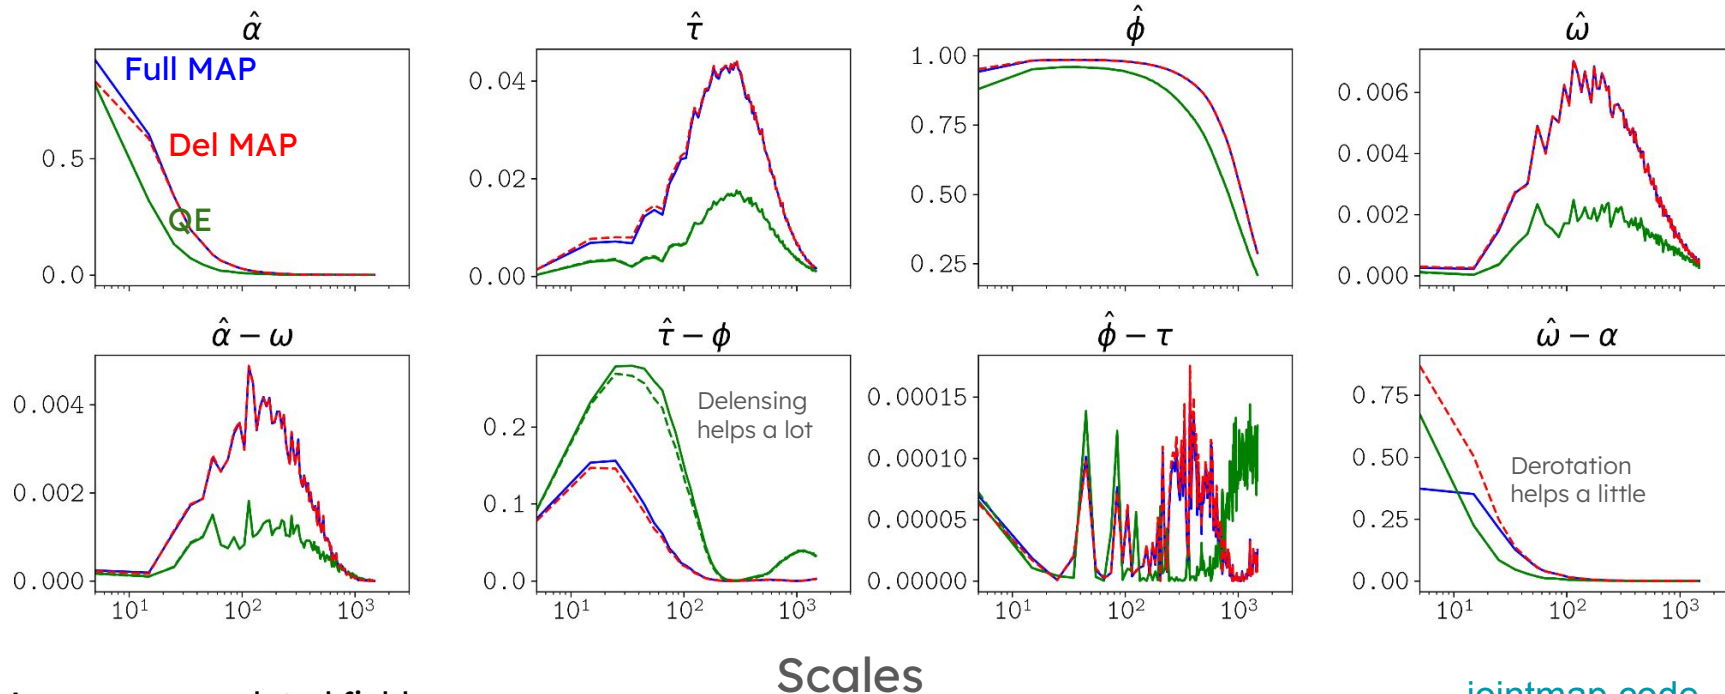 α̂
τ̂
ϕ̂
ω̂
Full MAP
Del MAP
QE
0.5
0.0
0.04
0.02
0.00
1.00
0.75
0.50
0.25
0.006
0.004
0.002
0.000
α̂ − ω
τ̂ − ϕ
ϕ̂ − τ
ω̂ − α
0.004
0.002
0.000
10¹ 10² 10³
0.2
0.1
0.0
Delensing
helps a lot
10¹ 10² 10³
0.00015
0.00010
0.00005
0.00000
10¹ 10² 10³
0.75
0.50
0.25
0.00
Derotation
helps a little
10¹ 10² 10³
Scales
jointmap code